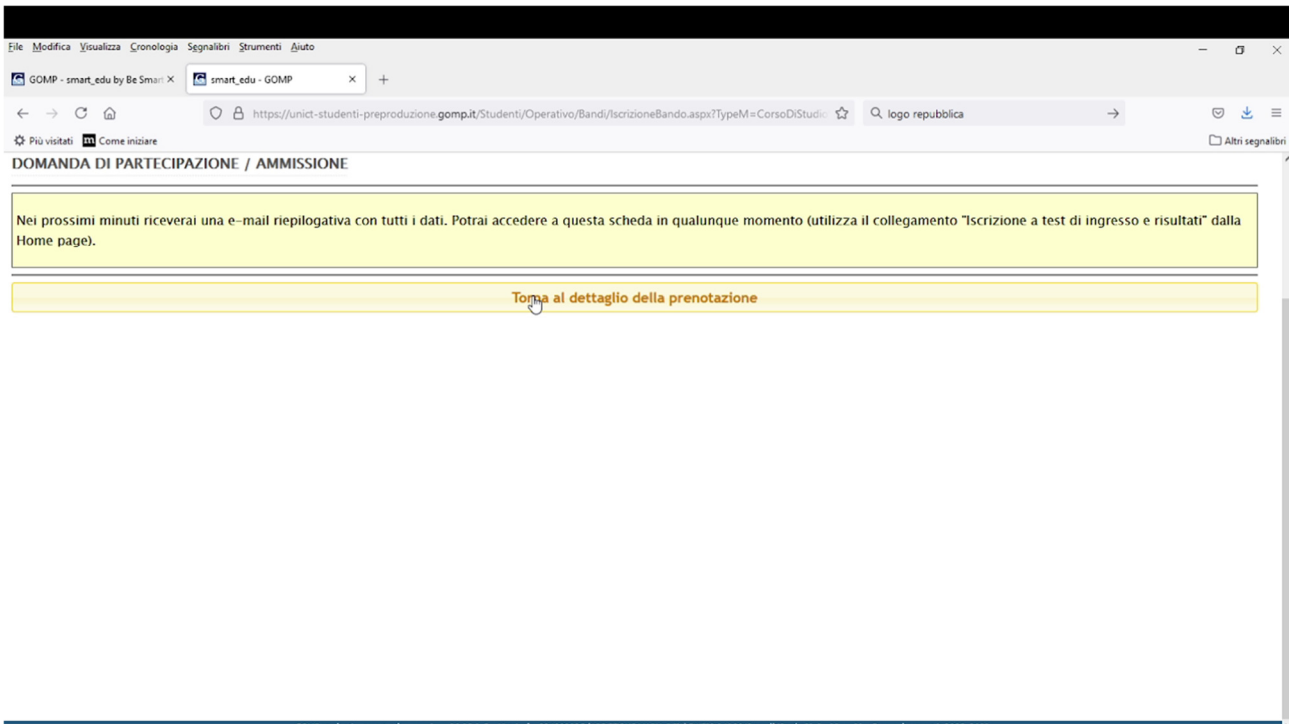 File Modifica Visualizza Cronologia Segnalibri Strumenti Aiuto
GOMP - smart_edu by Be Smart
smart_edu - GOMP
https://unict-studenti-preproduzione.gomp.it/Studenti/Operativo/Bandi/IscrizioneBando.aspx?TypeM=CorsoDiStudio
logo repubblica
Più visitati
Come iniziare
Altri segnalibri
DOMANDA DI PARTECIPAZIONE / AMMISSIONE
Nei prossimi minuti riceverai una e-mail riepilogativa con tutti i dati. Potrai accedere a questa scheda in qualunque momento (utilizza il collegamento "Iscrizione a test di ingresso e risultati" dalla
Home page).
Torna al dettaglio della prenotazione